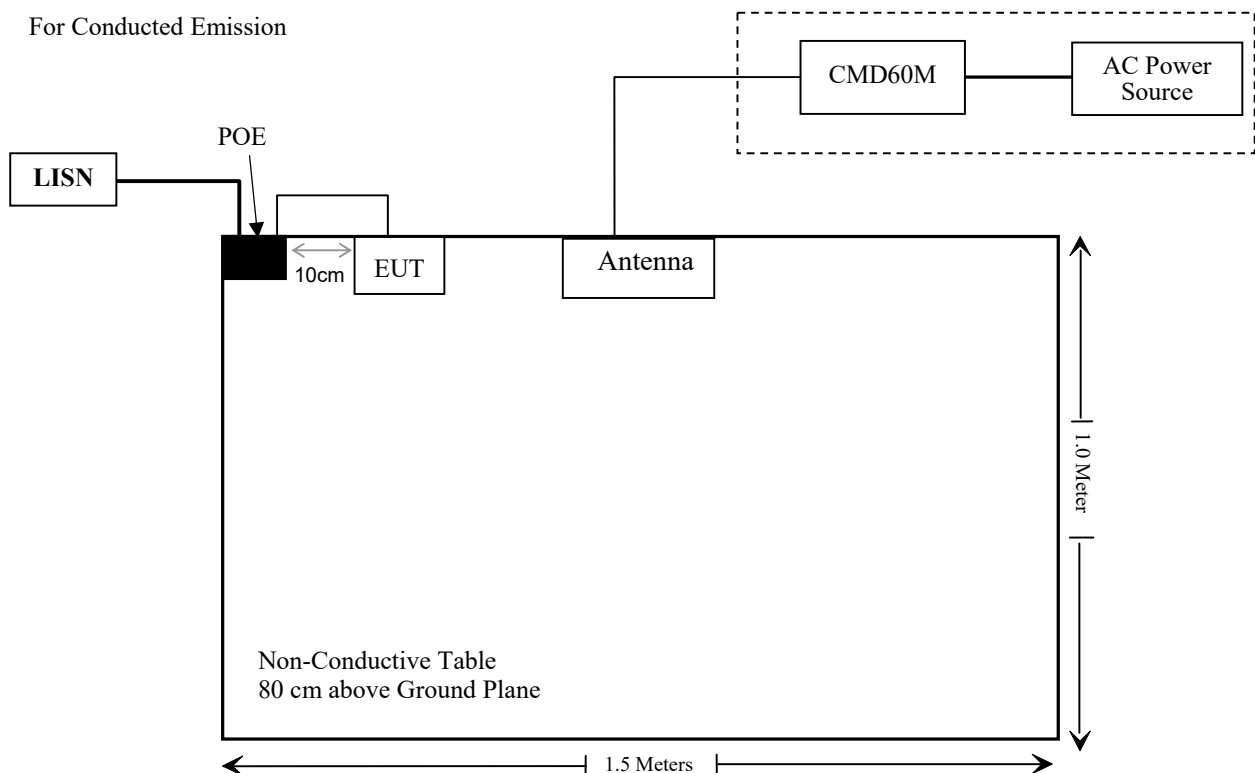 For Conducted Emission
CMD60M
AC Power
Source
POE
LISN
10cm
EUT
Antenna
1.0 Meter
Non-Conductive Table
80 cm above Ground Plane
1.5 Meters